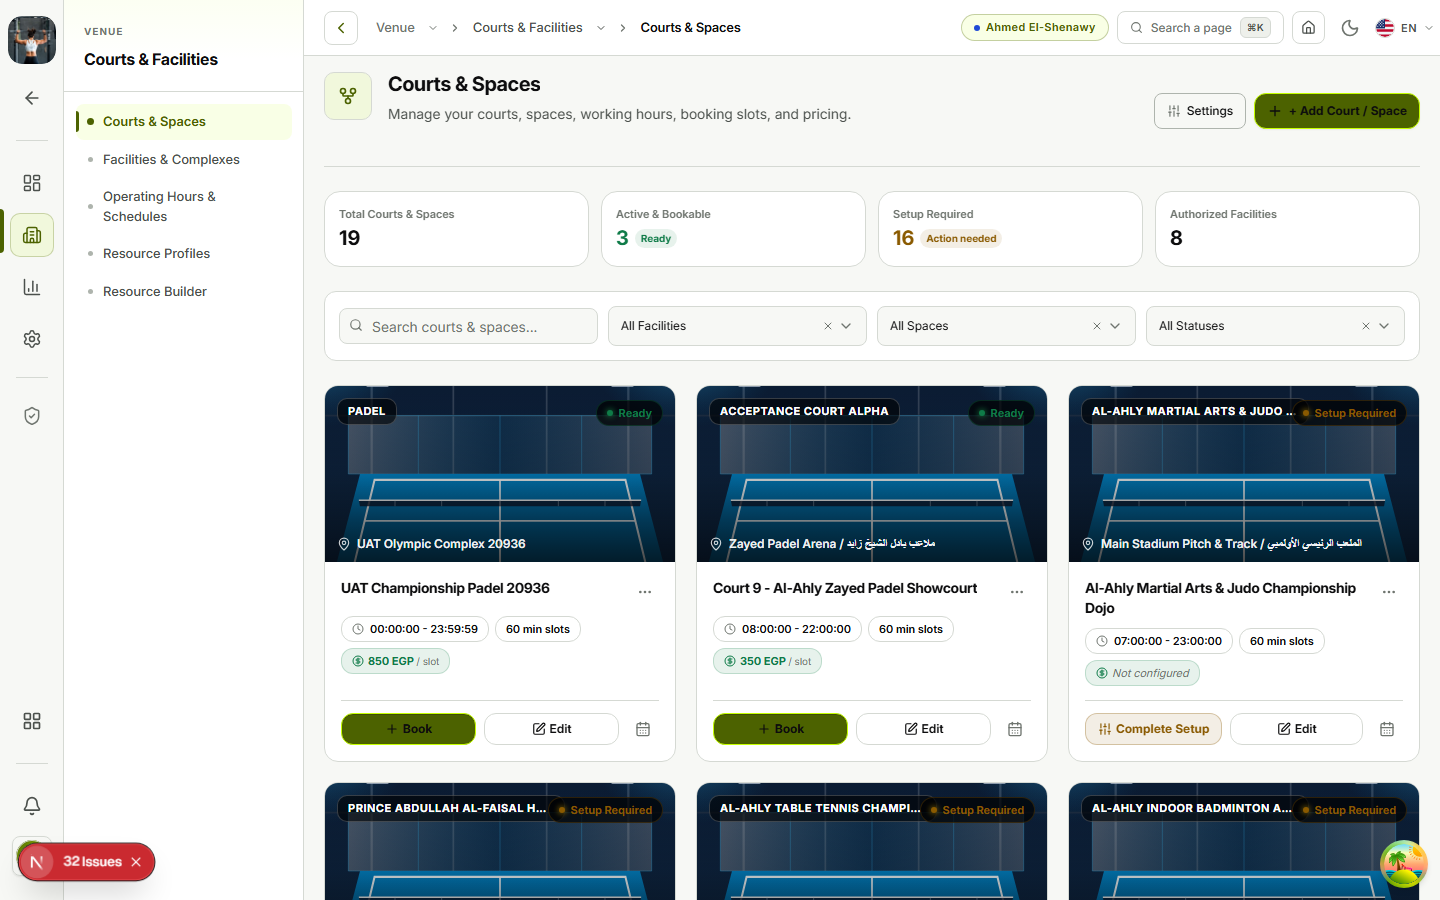 VENUE
Courts & Facilities
Courts & Spaces
Facilities & Complexes
Operating Hours &
Schedules
Resource Profiles
Resource Builder
N 32 Issues
Venue
Courts & Facilities
Courts & Spaces
Ahmed El-Shenawy
Search a page ⌘K
EN
Courts & Spaces
Manage your courts, spaces, working hours, booking slots, and pricing.
Settings
+ + Add Court / Space
Total Courts & Spaces
19
Active & Bookable
3 Ready
Setup Required
16 Action needed
Authorized Facilities
8
Search courts & spaces...
All Facilities
All Spaces
All Statuses
PADEL
Ready
UAT Olympic Complex 20936
UAT Championship Padel 20936
...
00:00:00 - 23:59:59
60 min slots
850 EGP / slot
+ Book
Edit
ACCEPTANCE COURT ALPHA
Ready
Zayed Padel Arena / ملاعب بادل الشيخ زايد
Court 9 - Al-Ahly Zayed Padel Showcourt
...
08:00:00 - 22:00:00
60 min slots
350 EGP / slot
+ Book
Edit
AL-AHLY MARTIAL ARTS & JUDO ...
Setup Required
Main Stadium Pitch & Track / الملعب الرئيسي الأولمبي
Al-Ahly Martial Arts & Judo Championship
Dojo
...
07:00:00 - 23:00:00
60 min slots
Not configured
Complete Setup
Edit
PRINCE ABDULLAH AL-FAISAL H...
Setup Required
AL-AHLY TABLE TENNIS CHAMPI...
Setup Required
AL-AHLY INDOOR BADMINTON A...
Setup Required